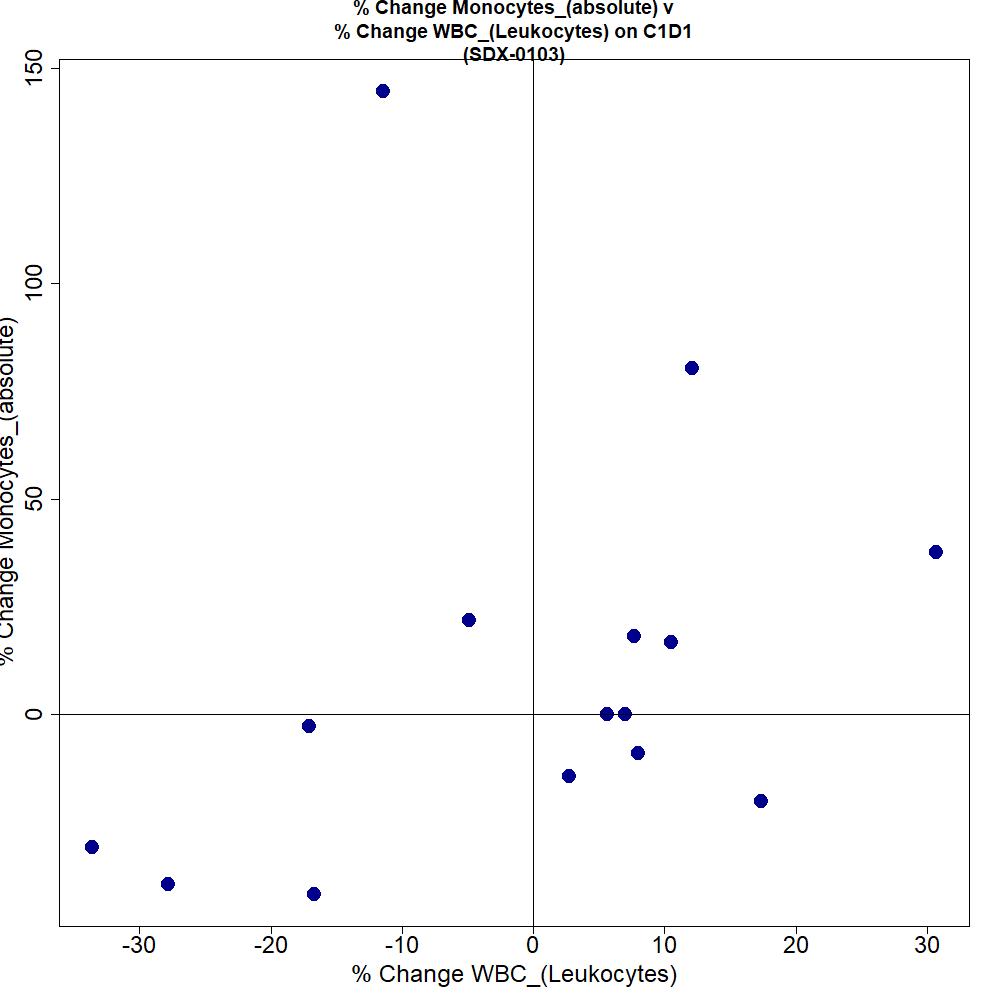 % Change Monocytes_(absolute) v
% Change WBC_(Leukocytes) on C1D1
(SDX-0103)
150
100
50
0
% Change Monocytes_(absolute)
-30
-20
-10
0
10
20
30
% Change WBC_(Leukocytes)